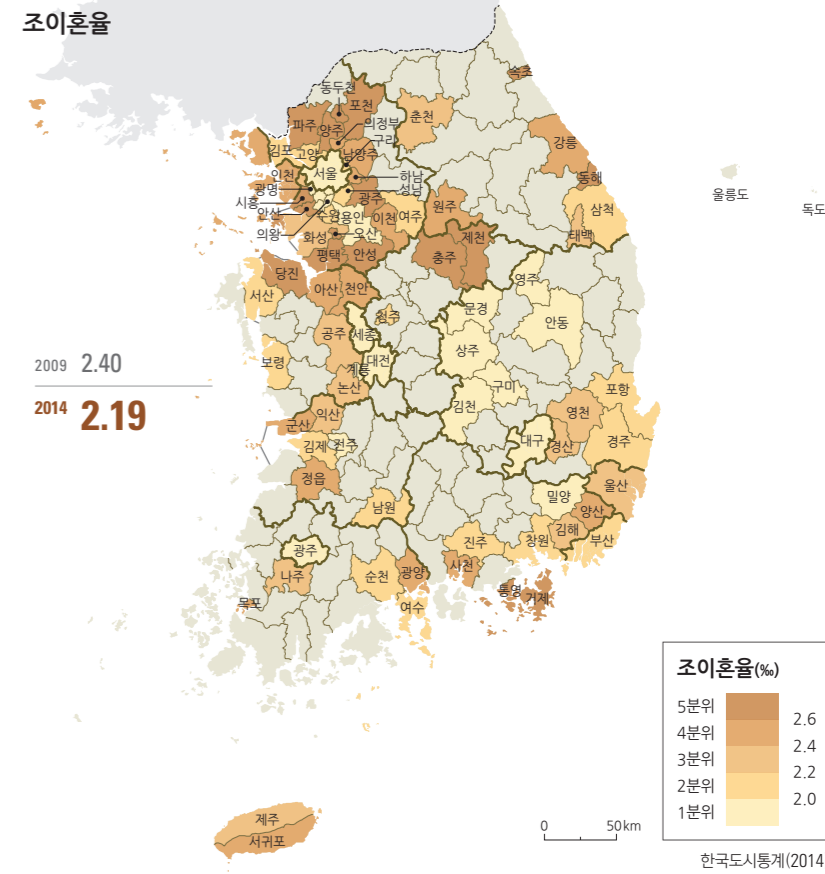 조이혼율
속초
동두천
포천
춘천
파주
양주
의정부
구리
강릉
김포
고양
남양주
서울
인천
하남
동해
광명
성남
울릉도
시흥
광주
독도
안산
수원
용인
이천
여주
원주
삼척
의왕
화성
오산
제천
태백
평택
안성
충주
당진
영주
아산
천안
서산
문경
청주
안동
공주
세종
상주
대전
보령
계룡
2009 2.40
구미
포항
논산
김천
2014 2.19
영천
익산
군산
대구
경주
김제
전주
경산
정읍
울산
밀양
남원
양산
김해
광주
진주
창원
부산
나주
순천
광양
사천
통영
거제
목포
여수
조이혼율(‰)
5분위
2.6
4분위
2.4
3분위
2.2
2분위
2.0
1분위
제주
서귀포
0 50km
한국도시통계(2014